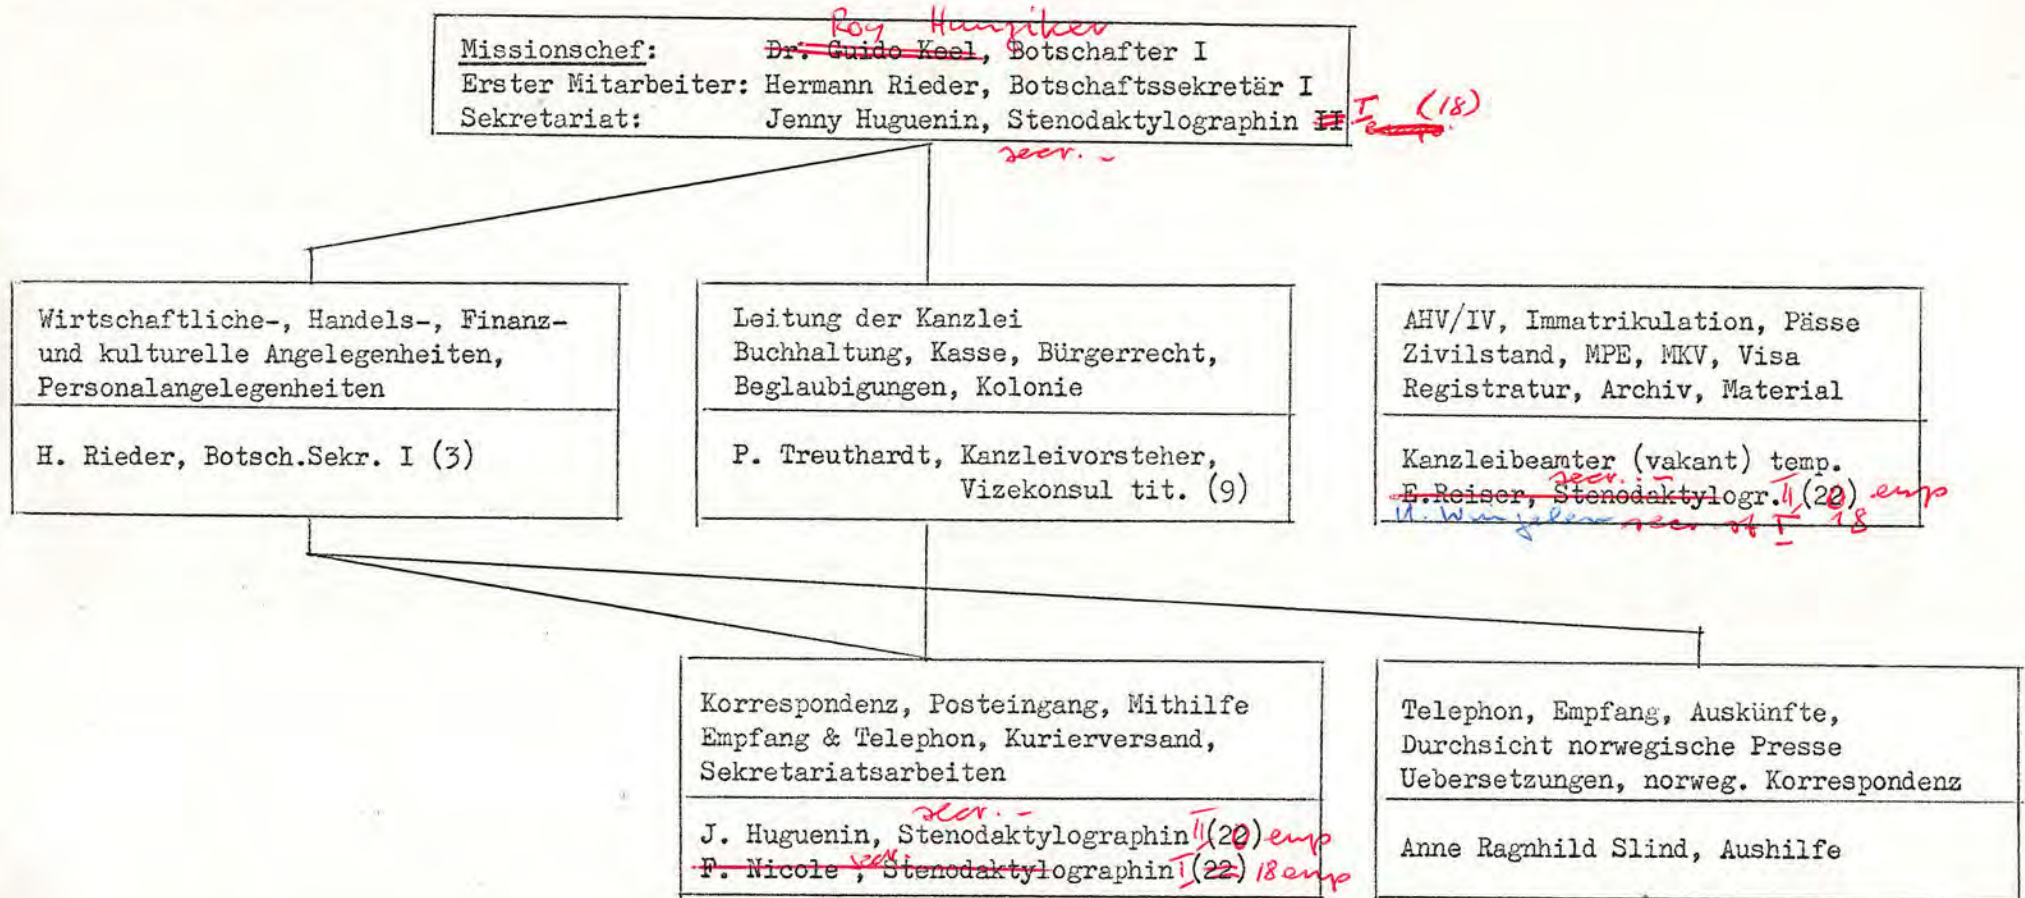 Roy Hunziker
Missionschef: Dr. Guido Keel, Botschafter I
Erster Mitarbeiter: Hermann Rieder, Botschaftssekretär I
Sekretariat: Jenny Huguenin, Stenodaktylographin II I (18)
secr. -
Wirtschaftliche-, Handels-, Finanz-
und kulturelle Angelegenheiten,
Personalangelegenheiten
H. Rieder, Botsch.Sekr. I (3)
Leitung der Kanzlei
Buchhaltung, Kasse, Bürgerrecht,
Beglaubigungen, Kolonie
P. Treuthardt, Kanzleivorsteher,
Vizekonsul tit. (9)
AHV/IV, Immatrikulation, Pässe
Zivilstand, MPE, MKV, Visa
Registratur, Archiv, Material
Kanzleibeamter (vakant) temp.
secr. -
E.Reiser, Stenodaktylogr. II (20) emp
secr st I 18
Korrespondenz, Posteingang, Mithilfe
Empfang & Telephon, Kurierversand,
Sekretariatsarbeiten
secr. -
J. Huguenin, Stenodaktylographin II (20) emp
secr.
F. Nicole, Stenodaktylographin I (22) 18 emp
Telephon, Empfang, Auskünfte,
Durchsicht norwegische Presse
Uebersetzungen, norweg. Korrespondenz
Anne Ragnhild Slind, Aushilfe